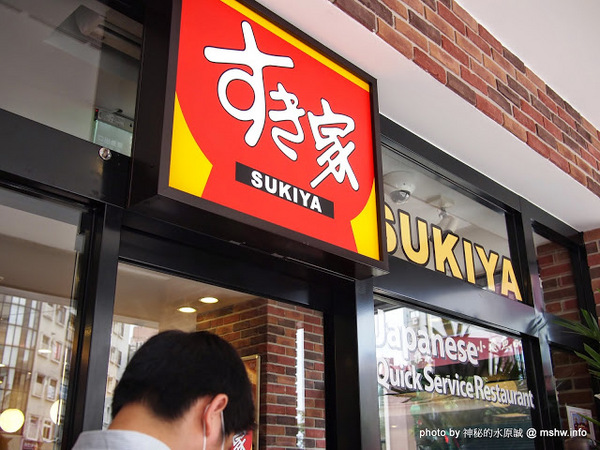 すき家
SUKIYA
SUKIYA
Japanese
Quick Service Restaurant
photo by 神秘的水原誠 @ mshw.info